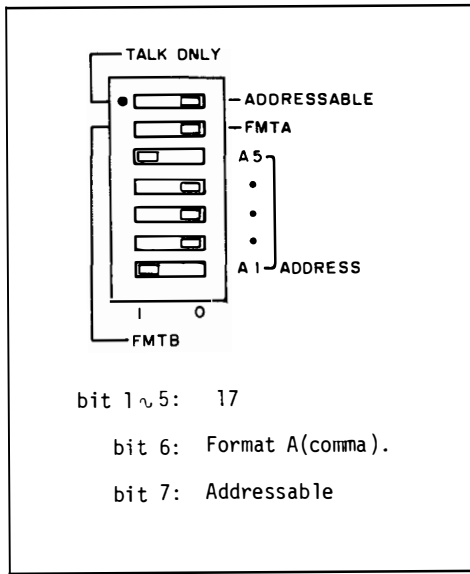 TALK ONLY
ADDRESSABLE
FMTA
A5
A1 ADDRESS
1 0
FMTB
bit 1∿5: 17
bit 6: Format A(comma).
bit 7: Addressable